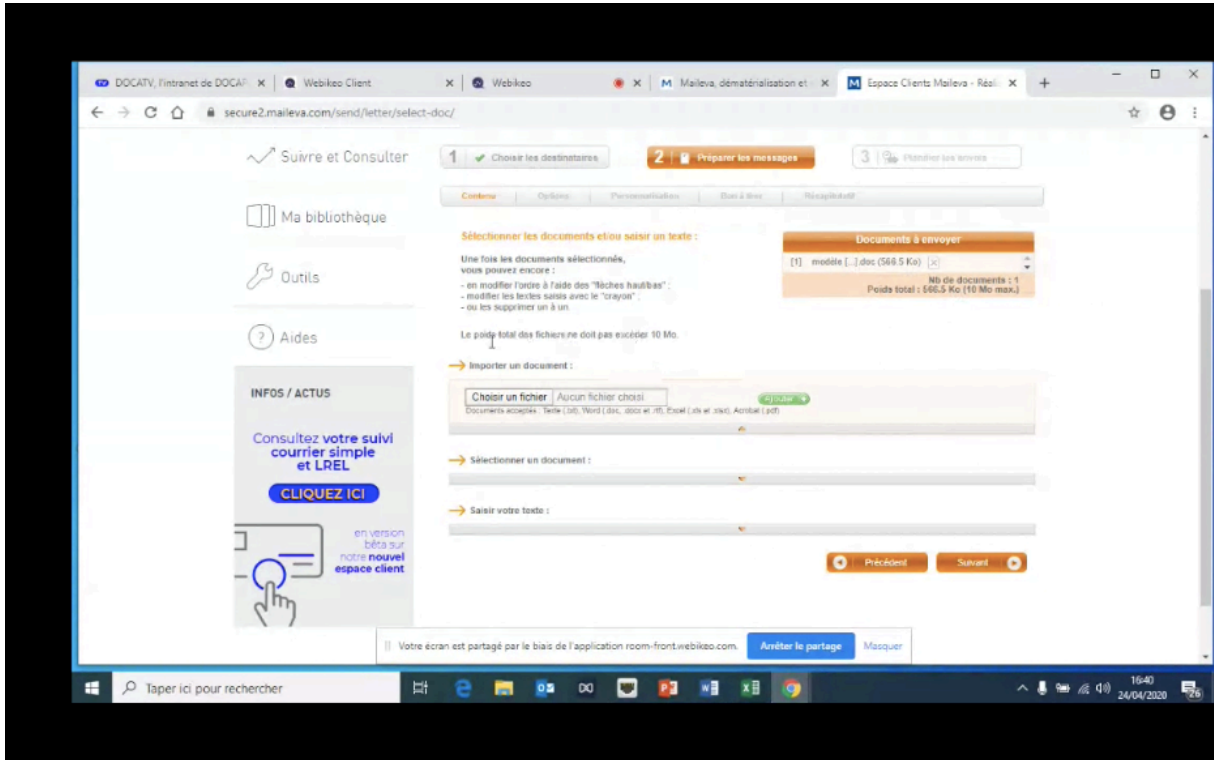 DOCATV, l'intranet de DOCAP
Webikeo Client
Webikeo
Maileva, dématérialisation et
Espace Clients Maileva - Réali
secure2.maileva.com/send/letter/select-doc/
Suivre et Consulter
Ma bibliothèque
Outils
Aides
INFOS / ACTUS
Consultez votre suivi
courrier simple
et LREL
CLIQUEZ ICI
en version
bêta sur
notre nouvel
espace client
1 Choisir les destinataires
2 Préparer les messages
3 Planifier les envois
Contenu Options Personnalisation Bon à tirer Récapitulatif
Sélectionner les documents et/ou saisir un texte :
Une fois les documents sélectionnés,
vous pouvez encore :
- en modifier l'ordre à l'aide des "flèches haut/bas" ;
- modifier les textes saisis avec le "crayon" ;
- ou les supprimer un à un.
Le poids total des fichiers ne doit pas excéder 10 Mo.
Documents à envoyer
[1] modèle [...].doc (566.5 Ko)
Nb de documents : 1
Poids total : 566.5 Ko (10 Mo max.)
Importer un document :
Choisir un fichier Aucun fichier choisi
Ajouter
Documents acceptés : Texte (.txt), Word (.doc, .docx et .rtf), Excel (.xls et .xlsx), Acrobat (.pdf)
Sélectionner un document :
Saisir votre texte :
Précédent
Suivant
Votre écran est partagé par le biais de l'application room-front.webikeo.com.
Arrêter le partage
Masquer
Taper ici pour rechercher
16:40
24/04/2020
26